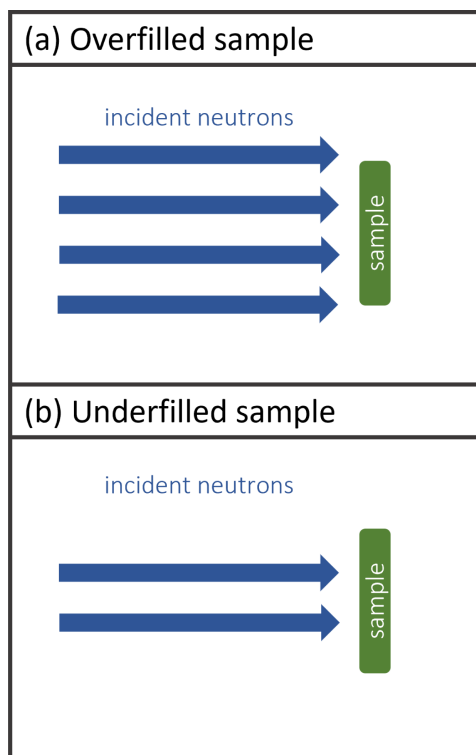 (a) Overfilled sample
incident neutrons
sample
(b) Underfilled sample
incident neutrons
sample